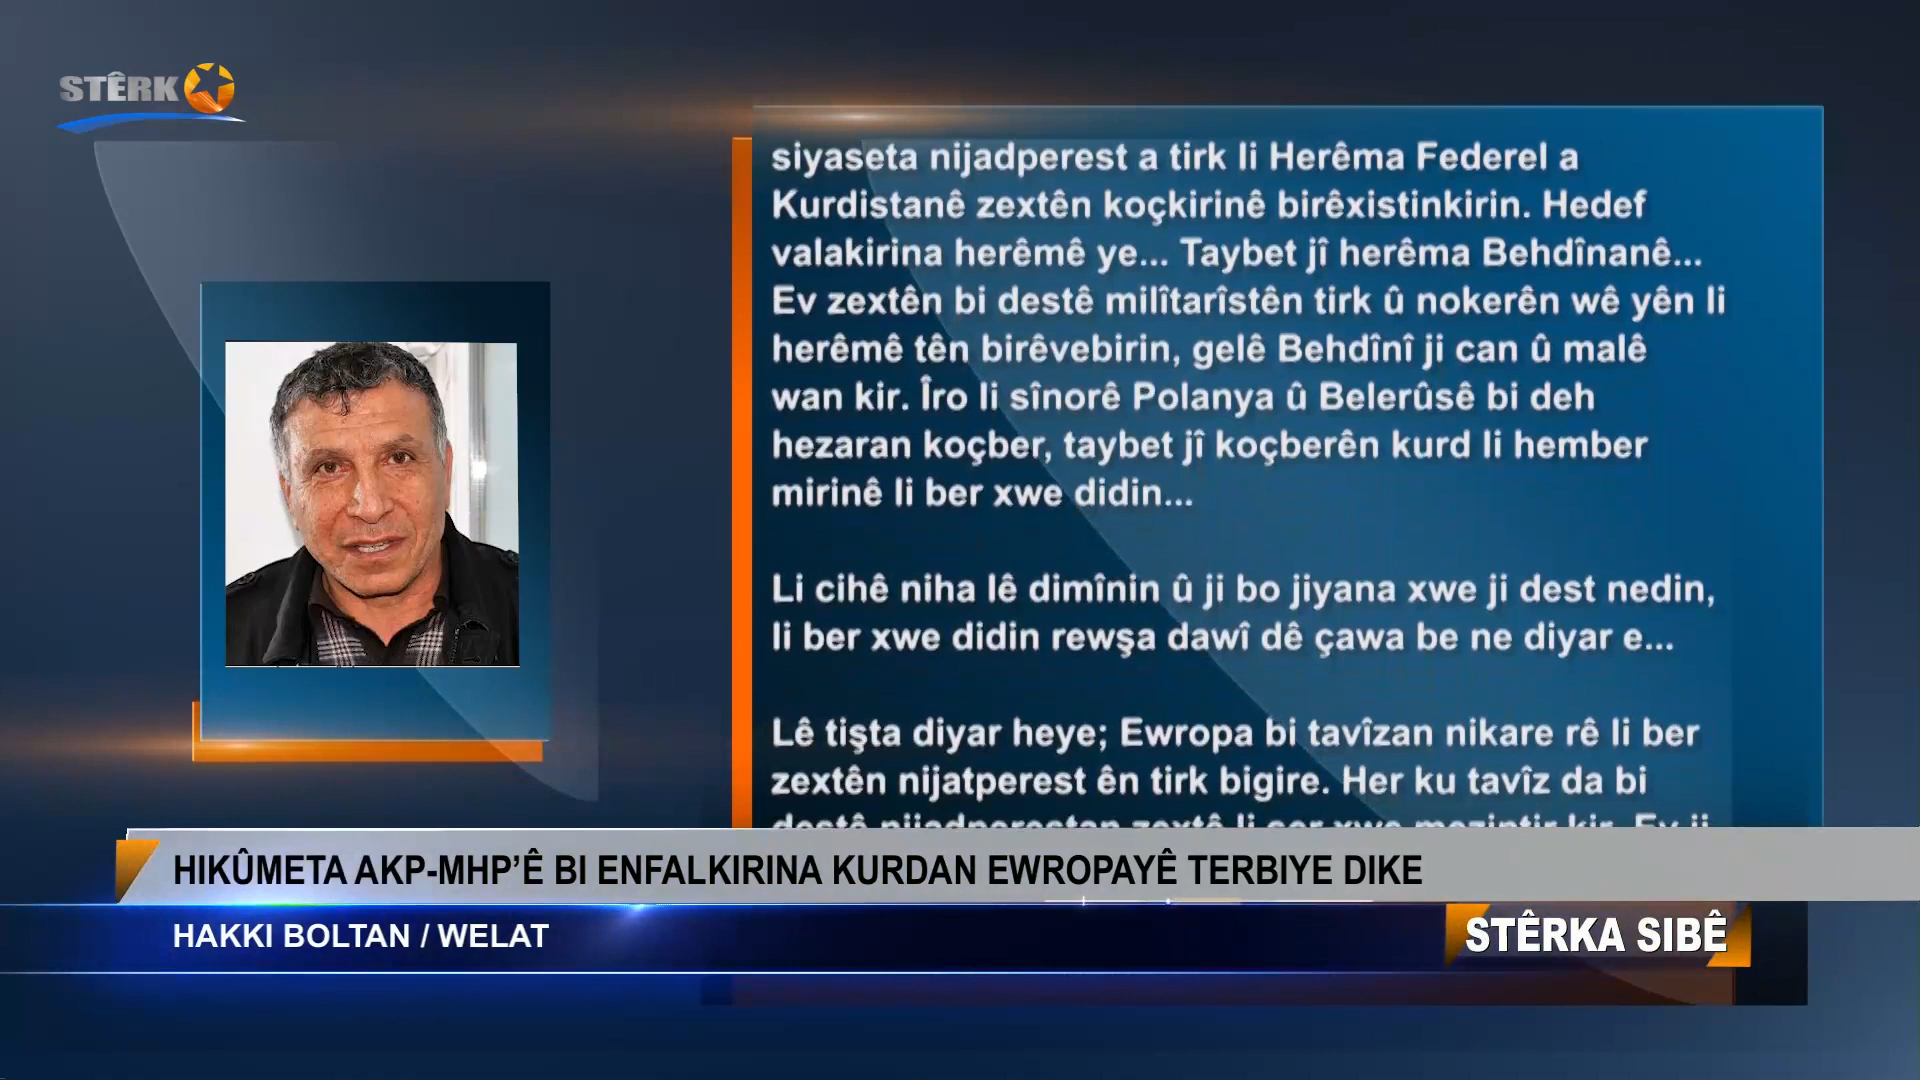 STÊRK
siyaseta nijadperest a tirk li Herêma Federel a
Kurdistanê zextên koçkirinê birêxistinkirin. Hedef
valakirina herêmê ye... Taybet jî herêma Behdînanê...
Ev zextên bi destê milîtarîstên tirk û nokerên wê yên li
herêmê tên birêvebirin, gelê Behdînî ji can û malê
wan kir. Îro li sînorê Polanya û Belerûsê bi deh
hezaran koçber, taybet jî koçberên kurd li hember
mirinê li ber xwe didin...
Li cihê niha lê dimînin û ji bo jiyana xwe ji dest nedin,
li ber xwe didin rewşa dawî dê çawa be ne diyar e...
Lê tişta diyar heye; Ewropa bi tavîzan nikare rê li ber
zextên nijatperest ên tirk bigire. Her ku tavîz da bi
HIKÛMETA AKP-MHP’Ê BI ENFALKIRINA KURDAN EWROPAYÊ TERBIYE DIKE
HAKKI BOLTAN / WELAT
STÊRKA SIBÊ